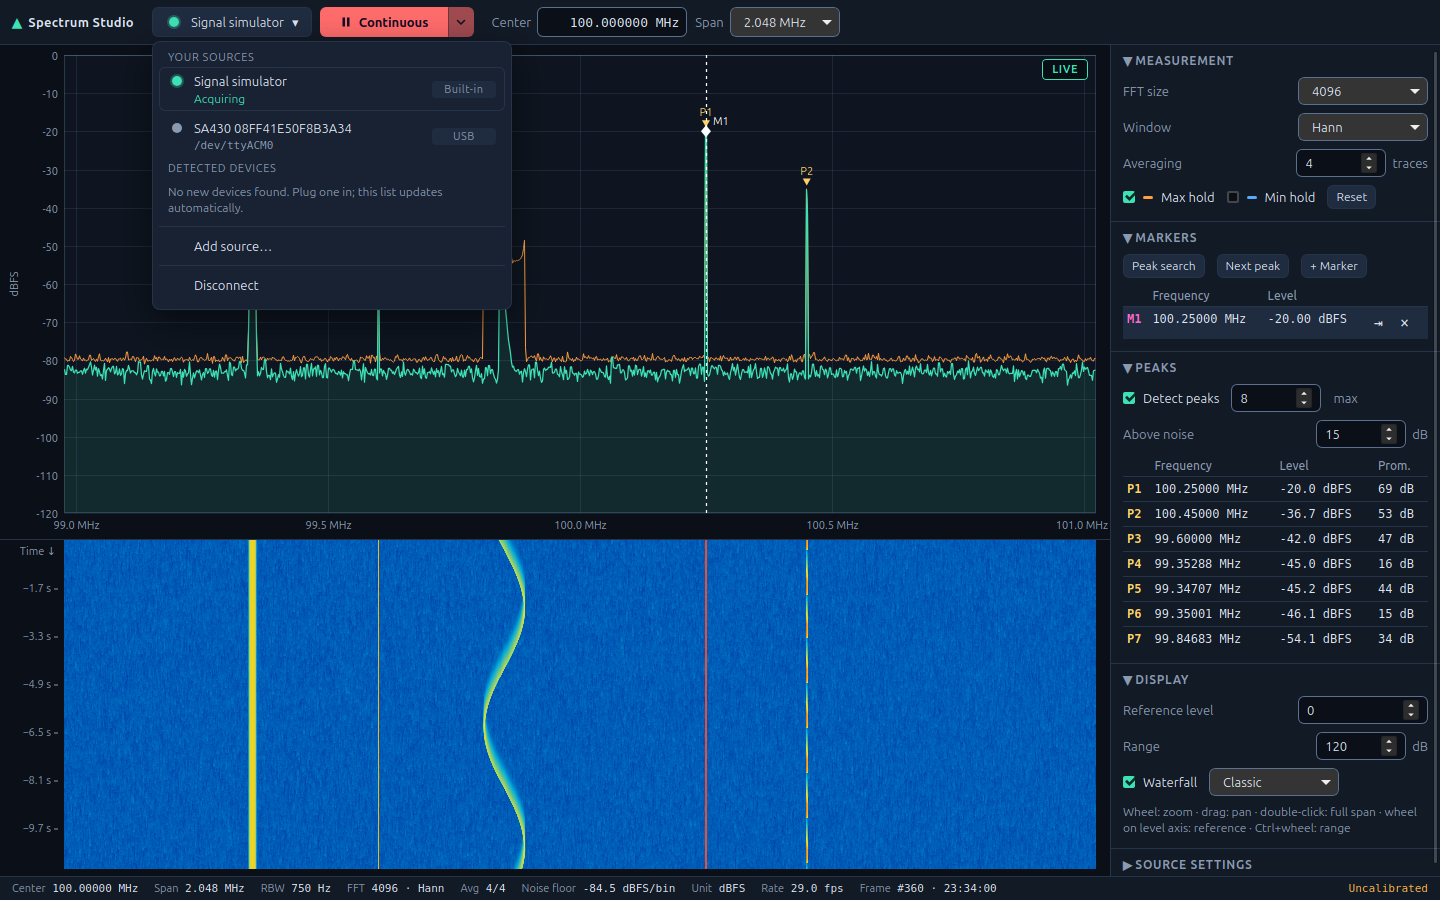 Spectrum Studio
Signal simulator
Continuous
Center 100.000000 MHz
Span 2.048 MHz
YOUR SOURCES
Signal simulator
Acquiring
Built-in
SA430 08FF41E50F8B3A34
/dev/ttyACM0
USB
DETECTED DEVICES
No new devices found. Plug one in; this list updates
automatically.
Add source…
Disconnect
LIVE
P1
M1
P2
dBFS
0
-10
-20
-30
-40
-50
-60
-70
-80
-90
-100
-110
-120
99.0 MHz
99.5 MHz
100.0 MHz
100.5 MHz
101.0 MHz
Time ↓
−1.7 s
−3.3 s
−4.9 s
−6.5 s
−8.1 s
−9.7 s
▼ MEASUREMENT
FFT size 4096
Window Hann
Averaging 4 traces
Max hold Min hold Reset
▼ MARKERS
Peak search Next peak + Marker
Frequency Level
M1 100.25000 MHz -20.00 dBFS ⇥ ×
▼ PEAKS
Detect peaks 8 max
Above noise 15 dB
Frequency Level Prom.
P1 100.25000 MHz -20.0 dBFS 69 dB
P2 100.45000 MHz -36.7 dBFS 53 dB
P3 99.60000 MHz -42.0 dBFS 47 dB
P4 99.35288 MHz -45.0 dBFS 16 dB
P5 99.34707 MHz -45.2 dBFS 44 dB
P6 99.35001 MHz -46.1 dBFS 15 dB
P7 99.84683 MHz -54.1 dBFS 34 dB
▼ DISPLAY
Reference level 0
Range 120 dB
Waterfall Classic
Wheel: zoom · drag: pan · double-click: full span · wheel
on level axis: reference · Ctrl+wheel: range
▶ SOURCE SETTINGS
Center 100.00000 MHz Span 2.048 MHz RBW 750 Hz FFT 4096 · Hann Avg 4/4 Noise floor -84.5 dBFS/bin Unit dBFS Rate 29.0 fps Frame #360 · 23:34:00 Uncalibrated